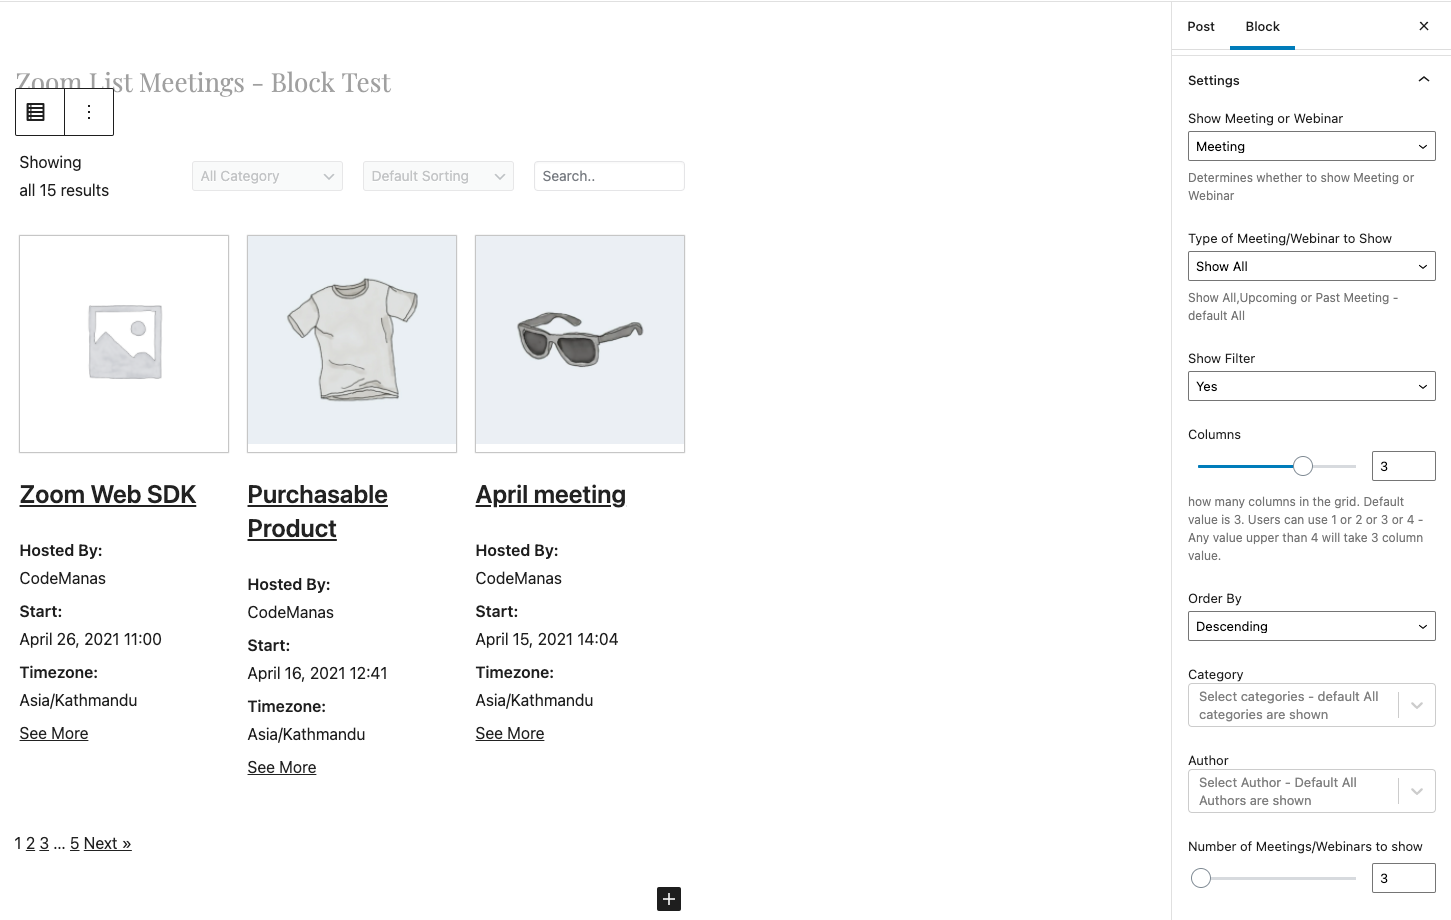 Zoom List Meetings - Block Test
Showing
all 15 results
All Category
Default Sorting
Search..
Zoom Web SDK
Hosted By:
CodeManas
Start:
April 26, 2021 11:00
Timezone:
Asia/Kathmandu
See More
Purchasable
Product
Hosted By:
CodeManas
Start:
April 16, 2021 12:41
Timezone:
Asia/Kathmandu
See More
April meeting
Hosted By:
CodeManas
Start:
April 15, 2021 14:04
Timezone:
Asia/Kathmandu
See More
1 2 3 ... 5 Next »
Post
Block
Settings
Show Meeting or Webinar
Meeting
Determines whether to show Meeting or
Webinar
Type of Meeting/Webinar to Show
Show All
Show All,Upcoming or Past Meeting -
default All
Show Filter
Yes
Columns
3
how many columns in the grid. Default
value is 3. Users can use 1 or 2 or 3 or 4 -
Any value upper than 4 will take 3 column
value.
Order By
Descending
Category
Select categories - default All
categories are shown
Author
Select Author - Default All
Authors are shown
Number of Meetings/Webinars to show
3